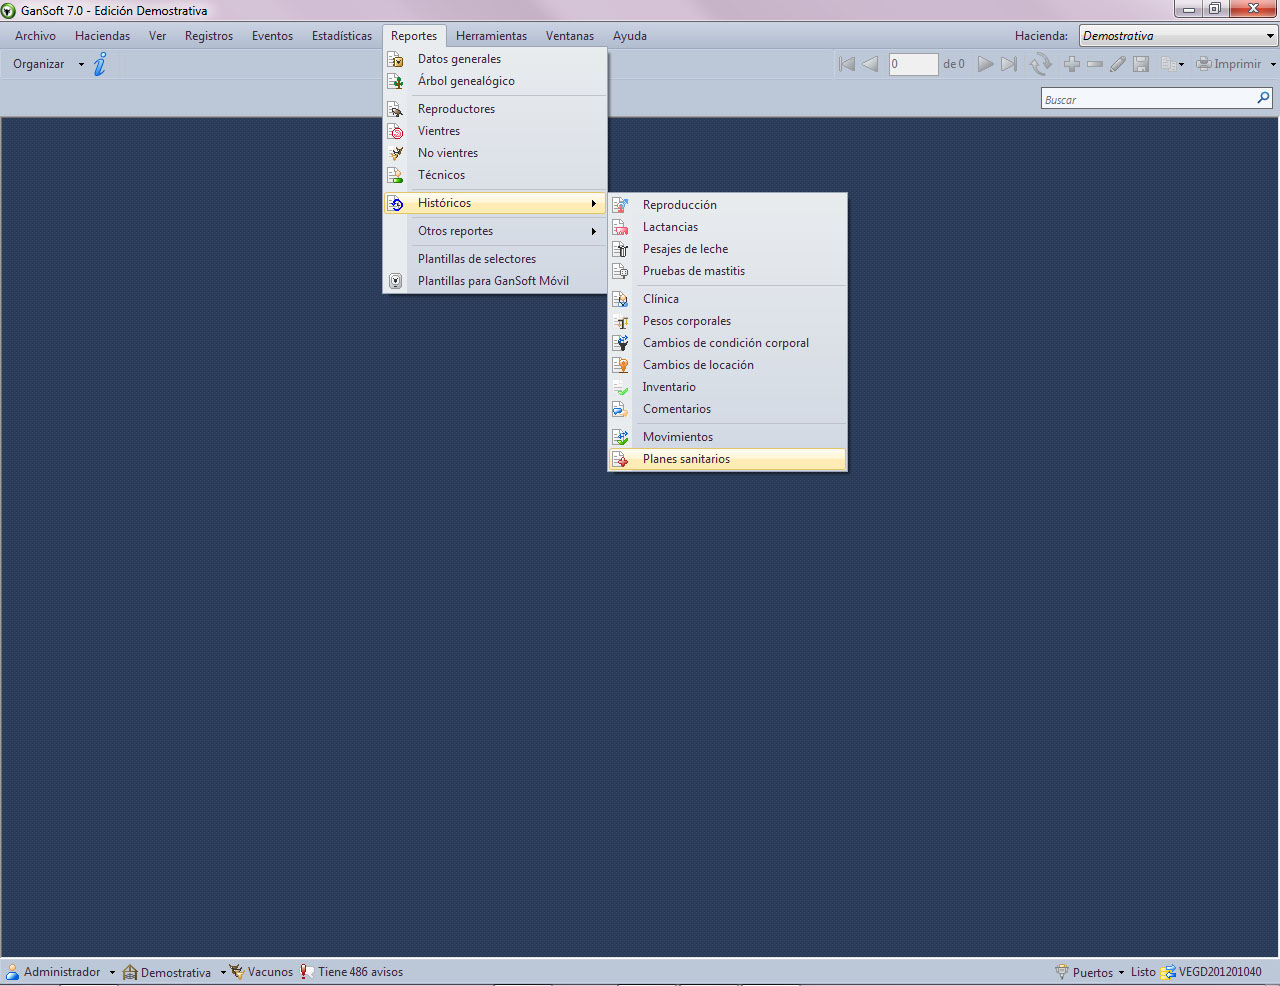 GanSoft 7.0 - Edición Demostrativa
Archivo Haciendas Ver Registros Eventos Estadísticas Reportes Herramientas Ventanas Ayuda Hacienda: Demostrativa
Organizar 0 de 0 Imprimir
Buscar
Datos generales
Árbol genealógico
Reproductores
Vientres
No vientres
Técnicos
Históricos
Otros reportes
Plantillas de selectores
Plantillas para GanSoft Móvil
Reproducción
Lactancias
Pesajes de leche
Pruebas de mastitis
Clínica
Pesos corporales
Cambios de condición corporal
Cambios de locación
Inventario
Comentarios
Movimientos
Planes sanitarios
Administrador Demostrativa Vacunos Tiene 486 avisos Puertos Listo VEGD201201040